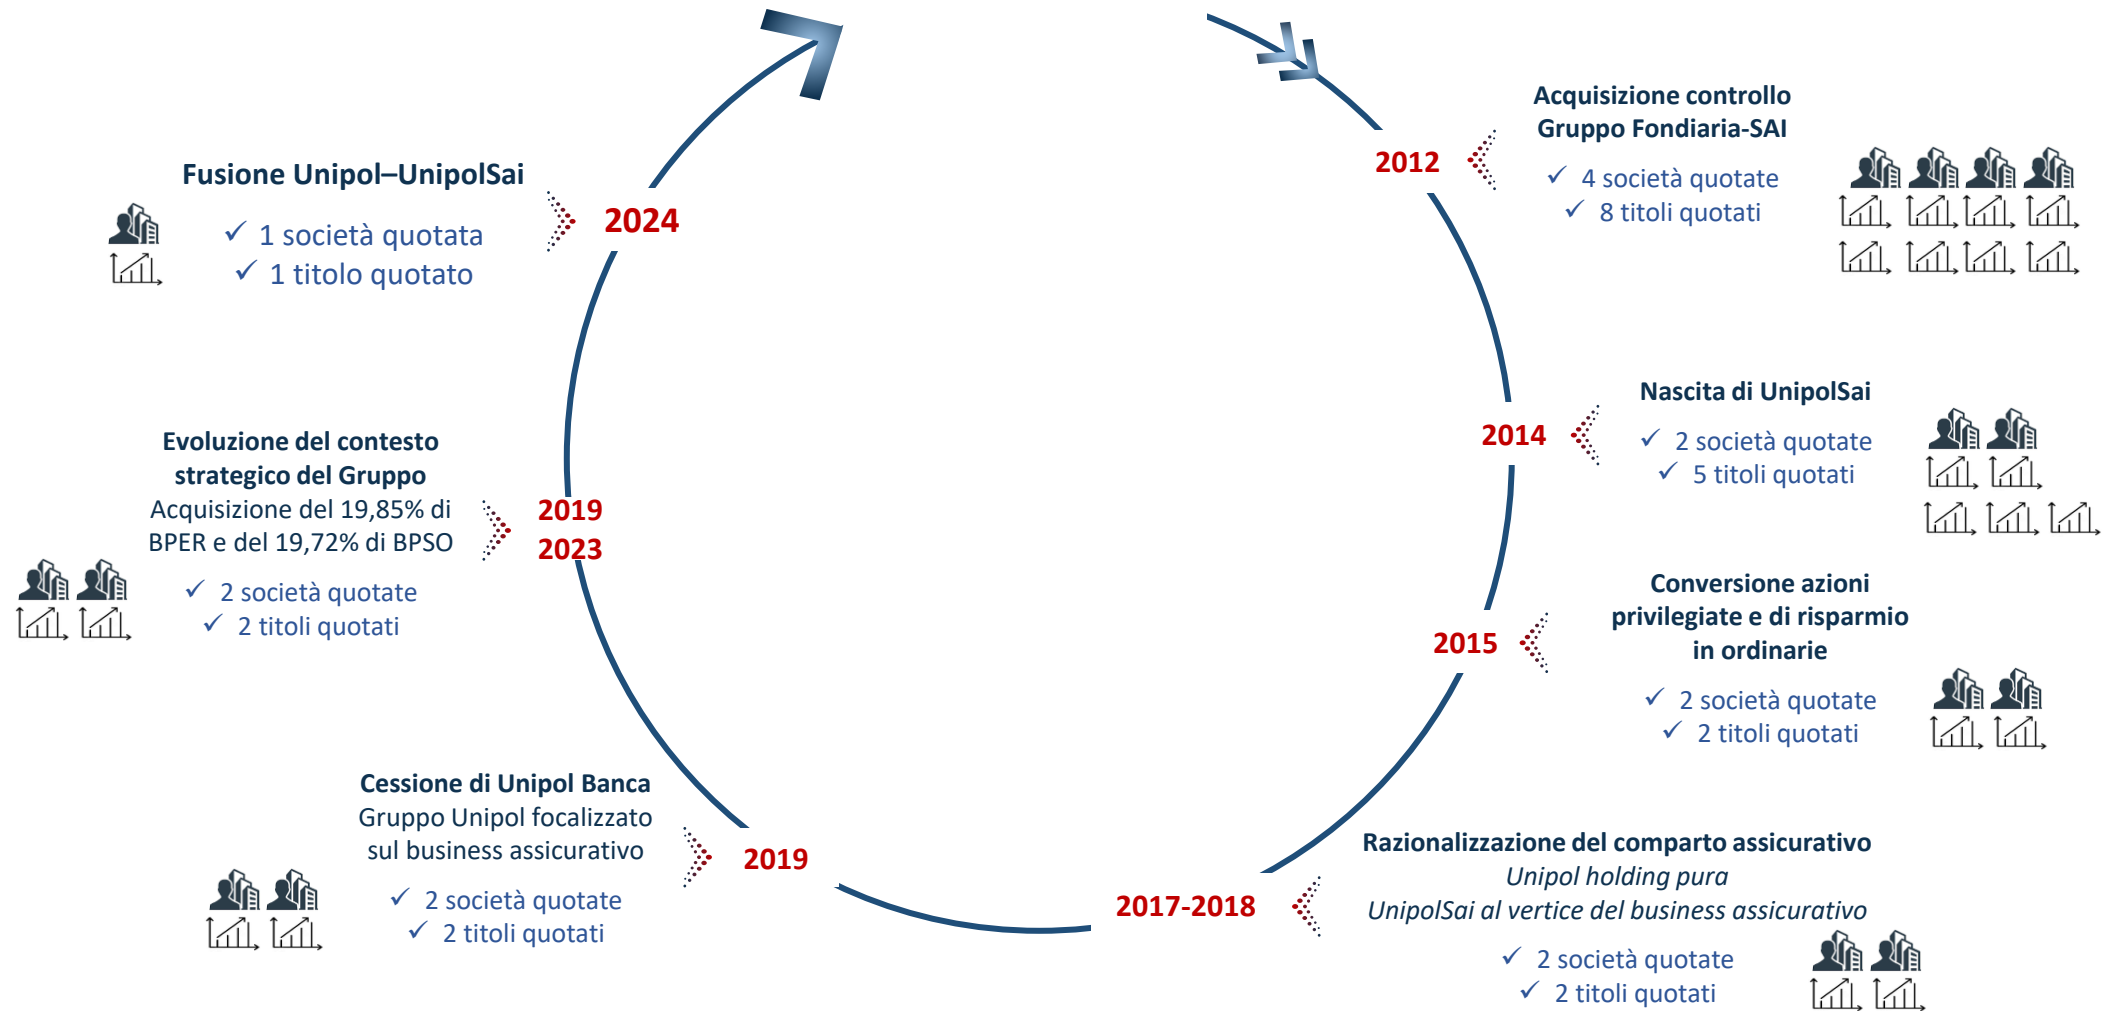 2012
Acquisizione controllo
Gruppo Fondiaria-SAI
✓ 4 società quotate
✓ 8 titoli quotati
2014
Nascita di UnipolSai
✓ 2 società quotate
✓ 5 titoli quotati
2015
Conversione azioni
privilegiate e di risparmio
in ordinarie
✓ 2 società quotate
✓ 2 titoli quotati
2017-2018
Razionalizzazione del comparto assicurativo
Unipol holding pura
UnipolSai al vertice del business assicurativo
✓ 2 società quotate
✓ 2 titoli quotati
Cessione di Unipol Banca
Gruppo Unipol focalizzato
sul business assicurativo
2019
✓ 2 società quotate
✓ 2 titoli quotati
Evoluzione del contesto
strategico del Gruppo
Acquisizione del 19,85% di
BPER e del 19,72% di BPSO
2019
2023
✓ 2 società quotate
✓ 2 titoli quotati
Fusione Unipol–UnipolSai
2024
✓ 1 società quotata
✓ 1 titolo quotato